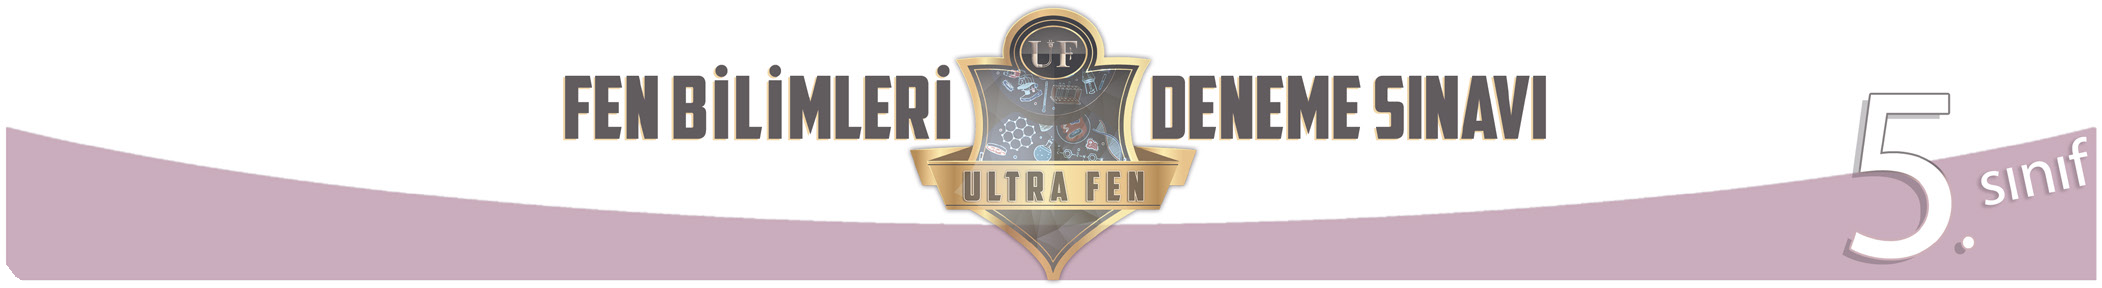 UF
FEN BİLİMLERİ DENEME SINAVI
ULTRA FEN
5. sınıf